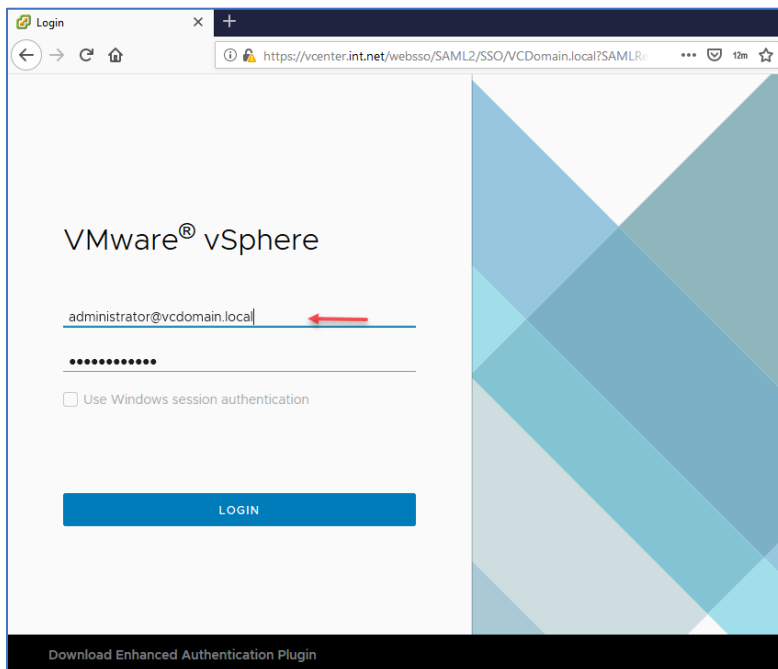 Login
https://vcenter.int.net/websso/SAML2/SSO/VCDomain.local?SAMLRe
12m
VMware® vSphere
administrator@vcdomain.local
Use Windows session authentication
LOGIN
Download Enhanced Authentication Plugin